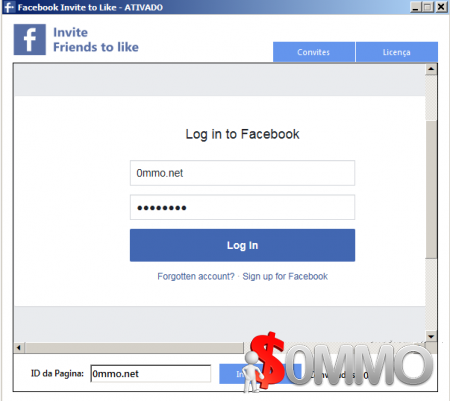 Facebook Invite to Like - ATIVADO
f
Invite
Friends to like
Convites
Licença
Log in to Facebook
0mmo.net
Log In
Forgotten account? · Sign up for Facebook
ID da Pagina:
0mmo.net
$0MMO